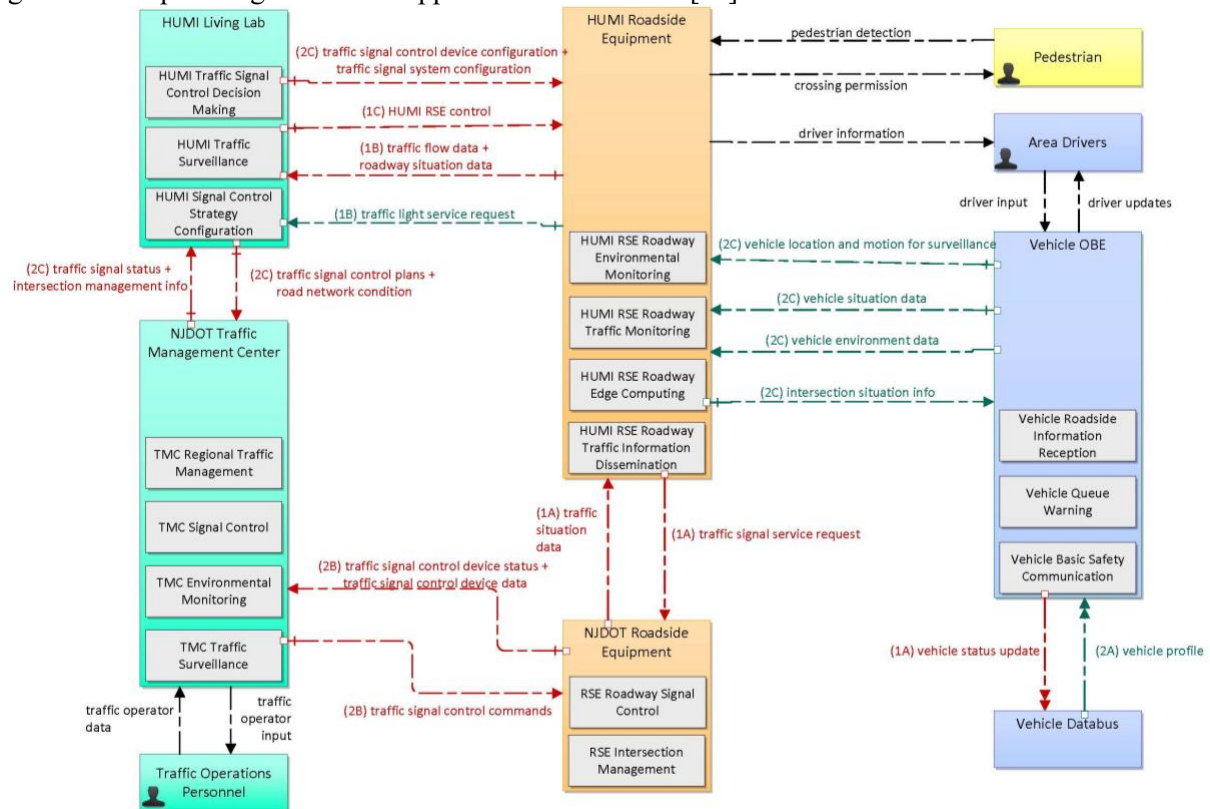 HUMI Living Lab
HUMI Traffic Signal
Control Decision
Making
HUMI Traffic
Surveillance
HUMI Signal Control
Strategy
Configuration
(2C) traffic signal control device configuration +
traffic signal system configuration
(1C) HUMI RSE control
(1B) traffic flow data +
roadway situation data
(1B) traffic light service request
(2C) traffic signal status +
intersection management info
(2C) traffic signal control plans +
road network condition
HUMI Roadside
Equipment
HUMI RSE Roadway
Environmental
Monitoring
HUMI RSE Roadway
Traffic Monitoring
HUMI RSE Roadway
Edge Computing
HUMI RSE Roadway
Traffic Information
Dissemination
pedestrian detection
crossing permission
driver information
Pedestrian
Area Drivers
driver input
driver updates
Vehicle OBE
(2C) vehicle location and motion for surveillance
(2C) vehicle situation data
(2C) vehicle environment data
(2C) intersection situation info
Vehicle Roadside
Information
Reception
Vehicle Queue
Warning
Vehicle Basic Safety
Communication
(1A) vehicle status update
(2A) vehicle profile
Vehicle Databus
NJDOT Traffic
Management Center
TMC Regional Traffic
Management
TMC Signal Control
TMC Environmental
Monitoring
TMC Traffic
Surveillance
(1A) traffic
situation
data
(1A) traffic signal service request
(2B) traffic signal control device status +
traffic signal control device data
(2B) traffic signal control commands
NJDOT Roadside
Equipment
RSE Roadway Signal
Control
RSE Intersection
Management
traffic operator
data
traffic
operator
input
Traffic Operations
Personnel